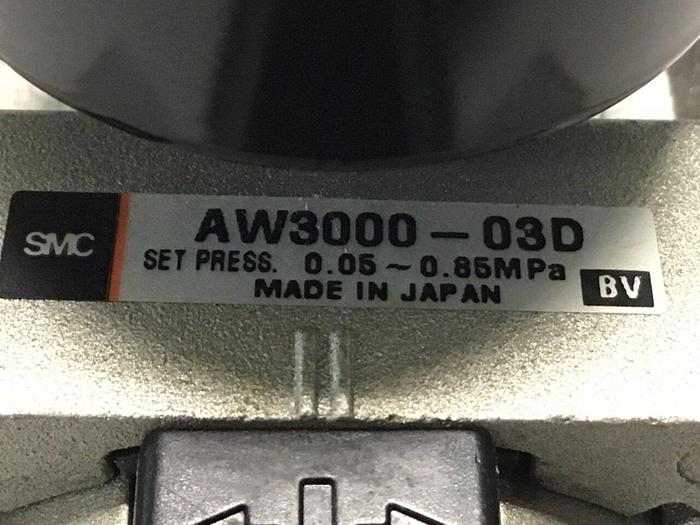 SMC
AW3000-03D
SET PRESS. 0.05~0.85MPa
MADE IN JAPAN
BV